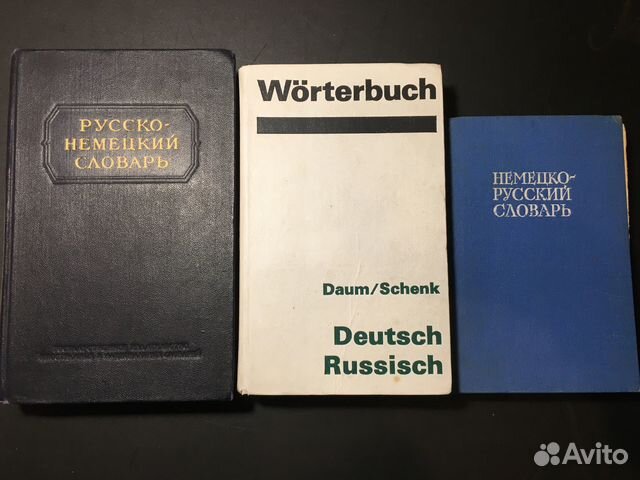 РУССКО-
НЕМЕЦКИЙ
СЛОВАРЬ
Wörterbuch
Daum/Schenk
Deutsch
Russisch
НЕМЕЦКО-
РУССКИЙ
СЛОВАРЬ
Avito